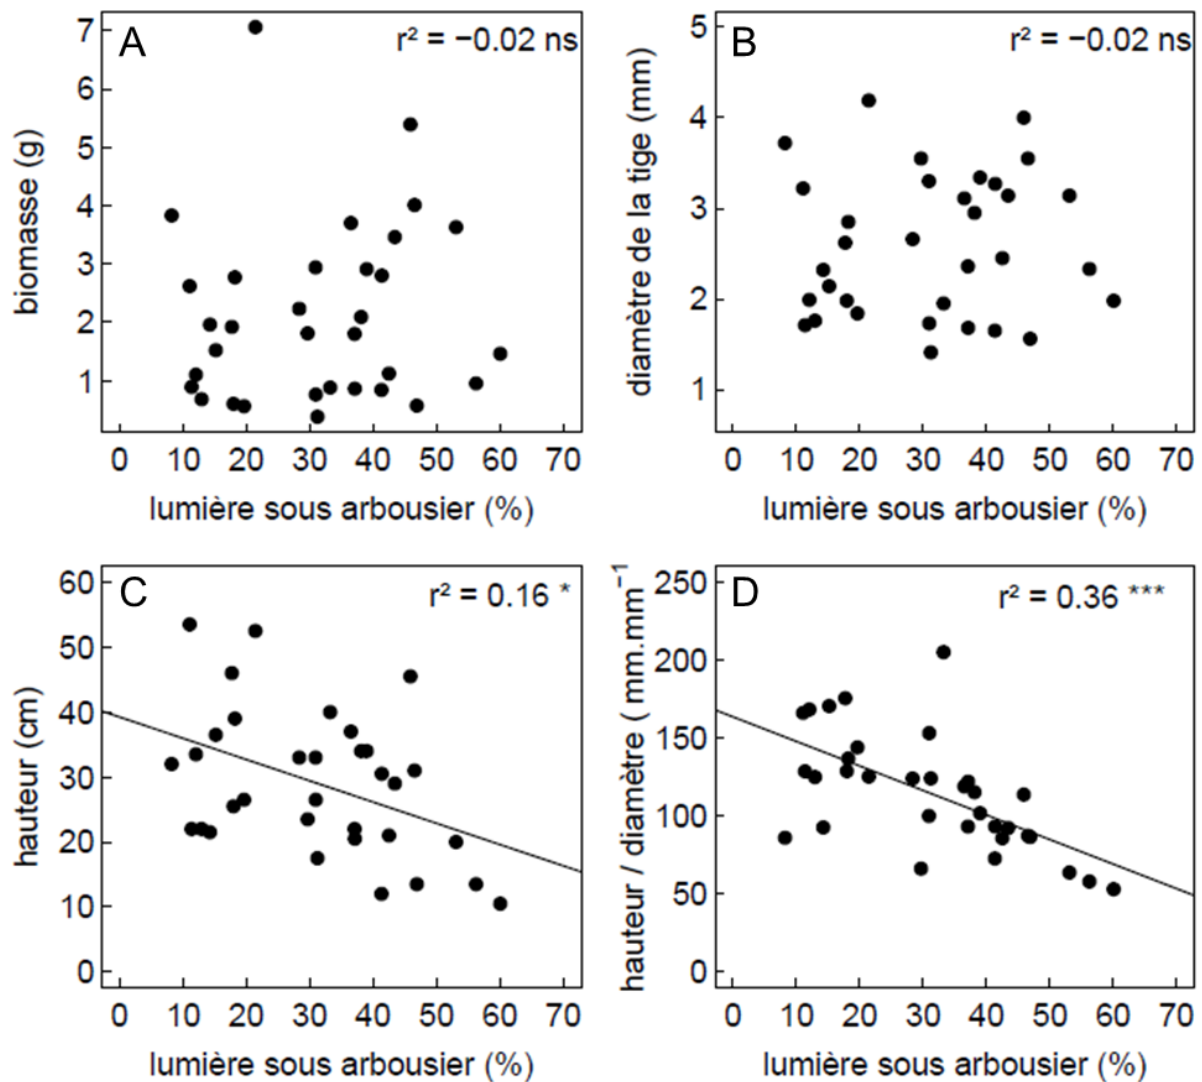 A
r² = −0.02 ns
biomasse (g)
7
6
5
4
3
2
1
0 10 20 30 40 50 60 70
lumière sous arbousier (%)
B
r² = −0.02 ns
diamètre de la tige (mm)
5
4
3
2
1
0 10 20 30 40 50 60 70
lumière sous arbousier (%)
C
r² = 0.16 *
hauteur (cm)
60
50
40
30
20
10
0
0 10 20 30 40 50 60 70
lumière sous arbousier (%)
D
r² = 0.36 ***
hauteur / diamètre ( mm.mm⁻¹
250
200
150
100
50
0
0 10 20 30 40 50 60 70
lumière sous arbousier (%)